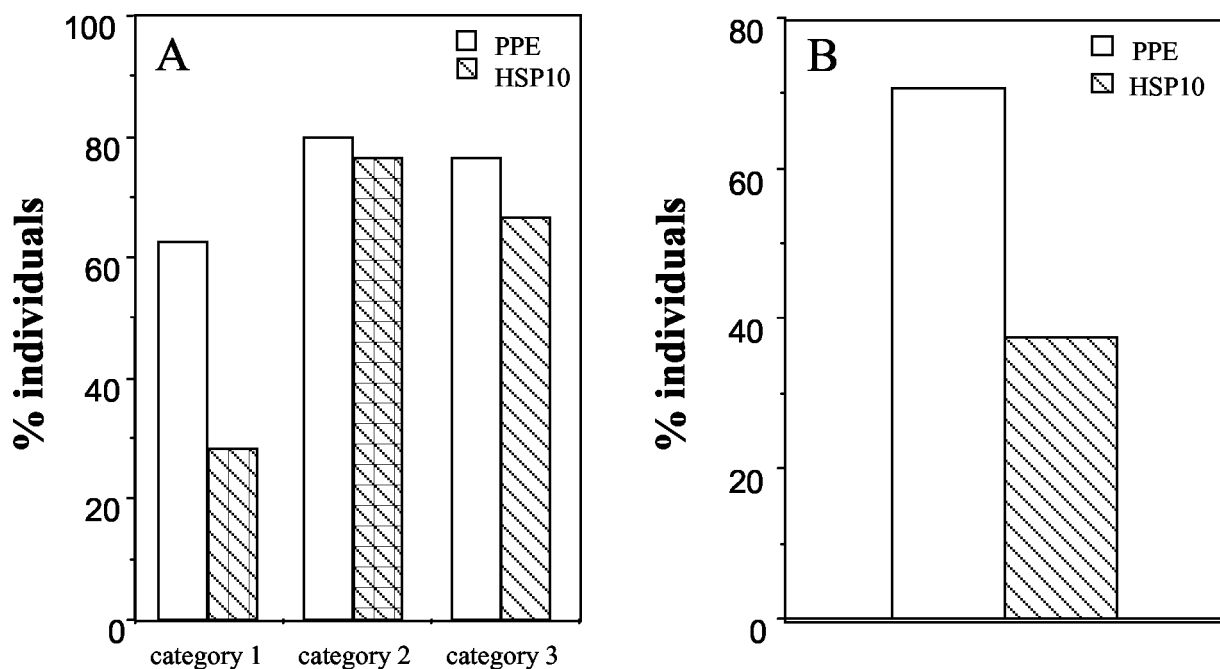 A
PPE
HSP10
% individuals
100
80
60
40
20
0
category 1 category 2 category 3
B
PPE
HSP10
% individuals
80
60
40
20
0